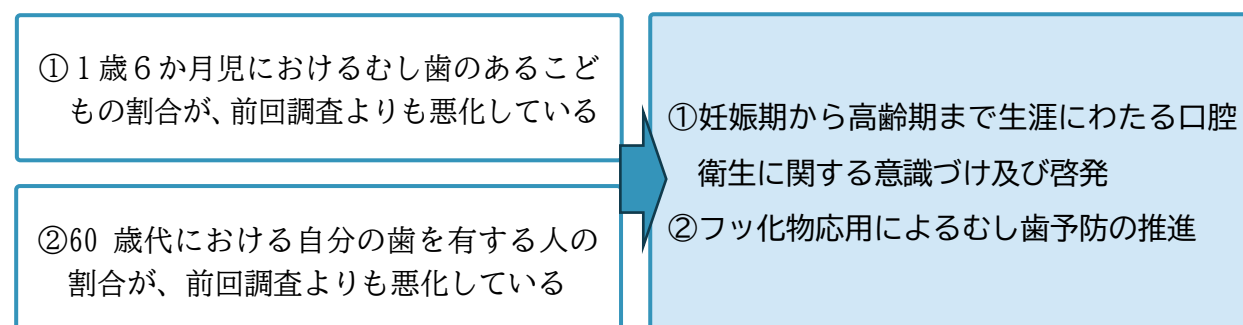 ①１歳６か月児におけるむし歯のあるこど
もの割合が、前回調査よりも悪化している
②60 歳代における自分の歯を有する人の
割合が、前回調査よりも悪化している
①妊娠期から高齢期まで生涯にわたる口腔
衛生に関する意識づけ及び啓発
②フッ化物応用によるむし歯予防の推進